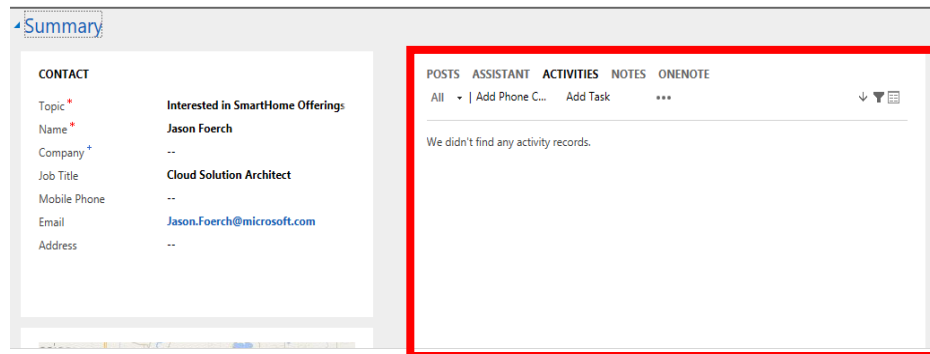 Summary
CONTACT
Topic* Interested in SmartHome Offerings
Name* Jason Foerch
Company+ --
Job Title Cloud Solution Architect
Mobile Phone --
Email Jason.Foerch@microsoft.com
Address --
POSTS ASSISTANT ACTIVITIES NOTES ONENOTE
All | Add Phone C... Add Task ...
We didn't find any activity records.